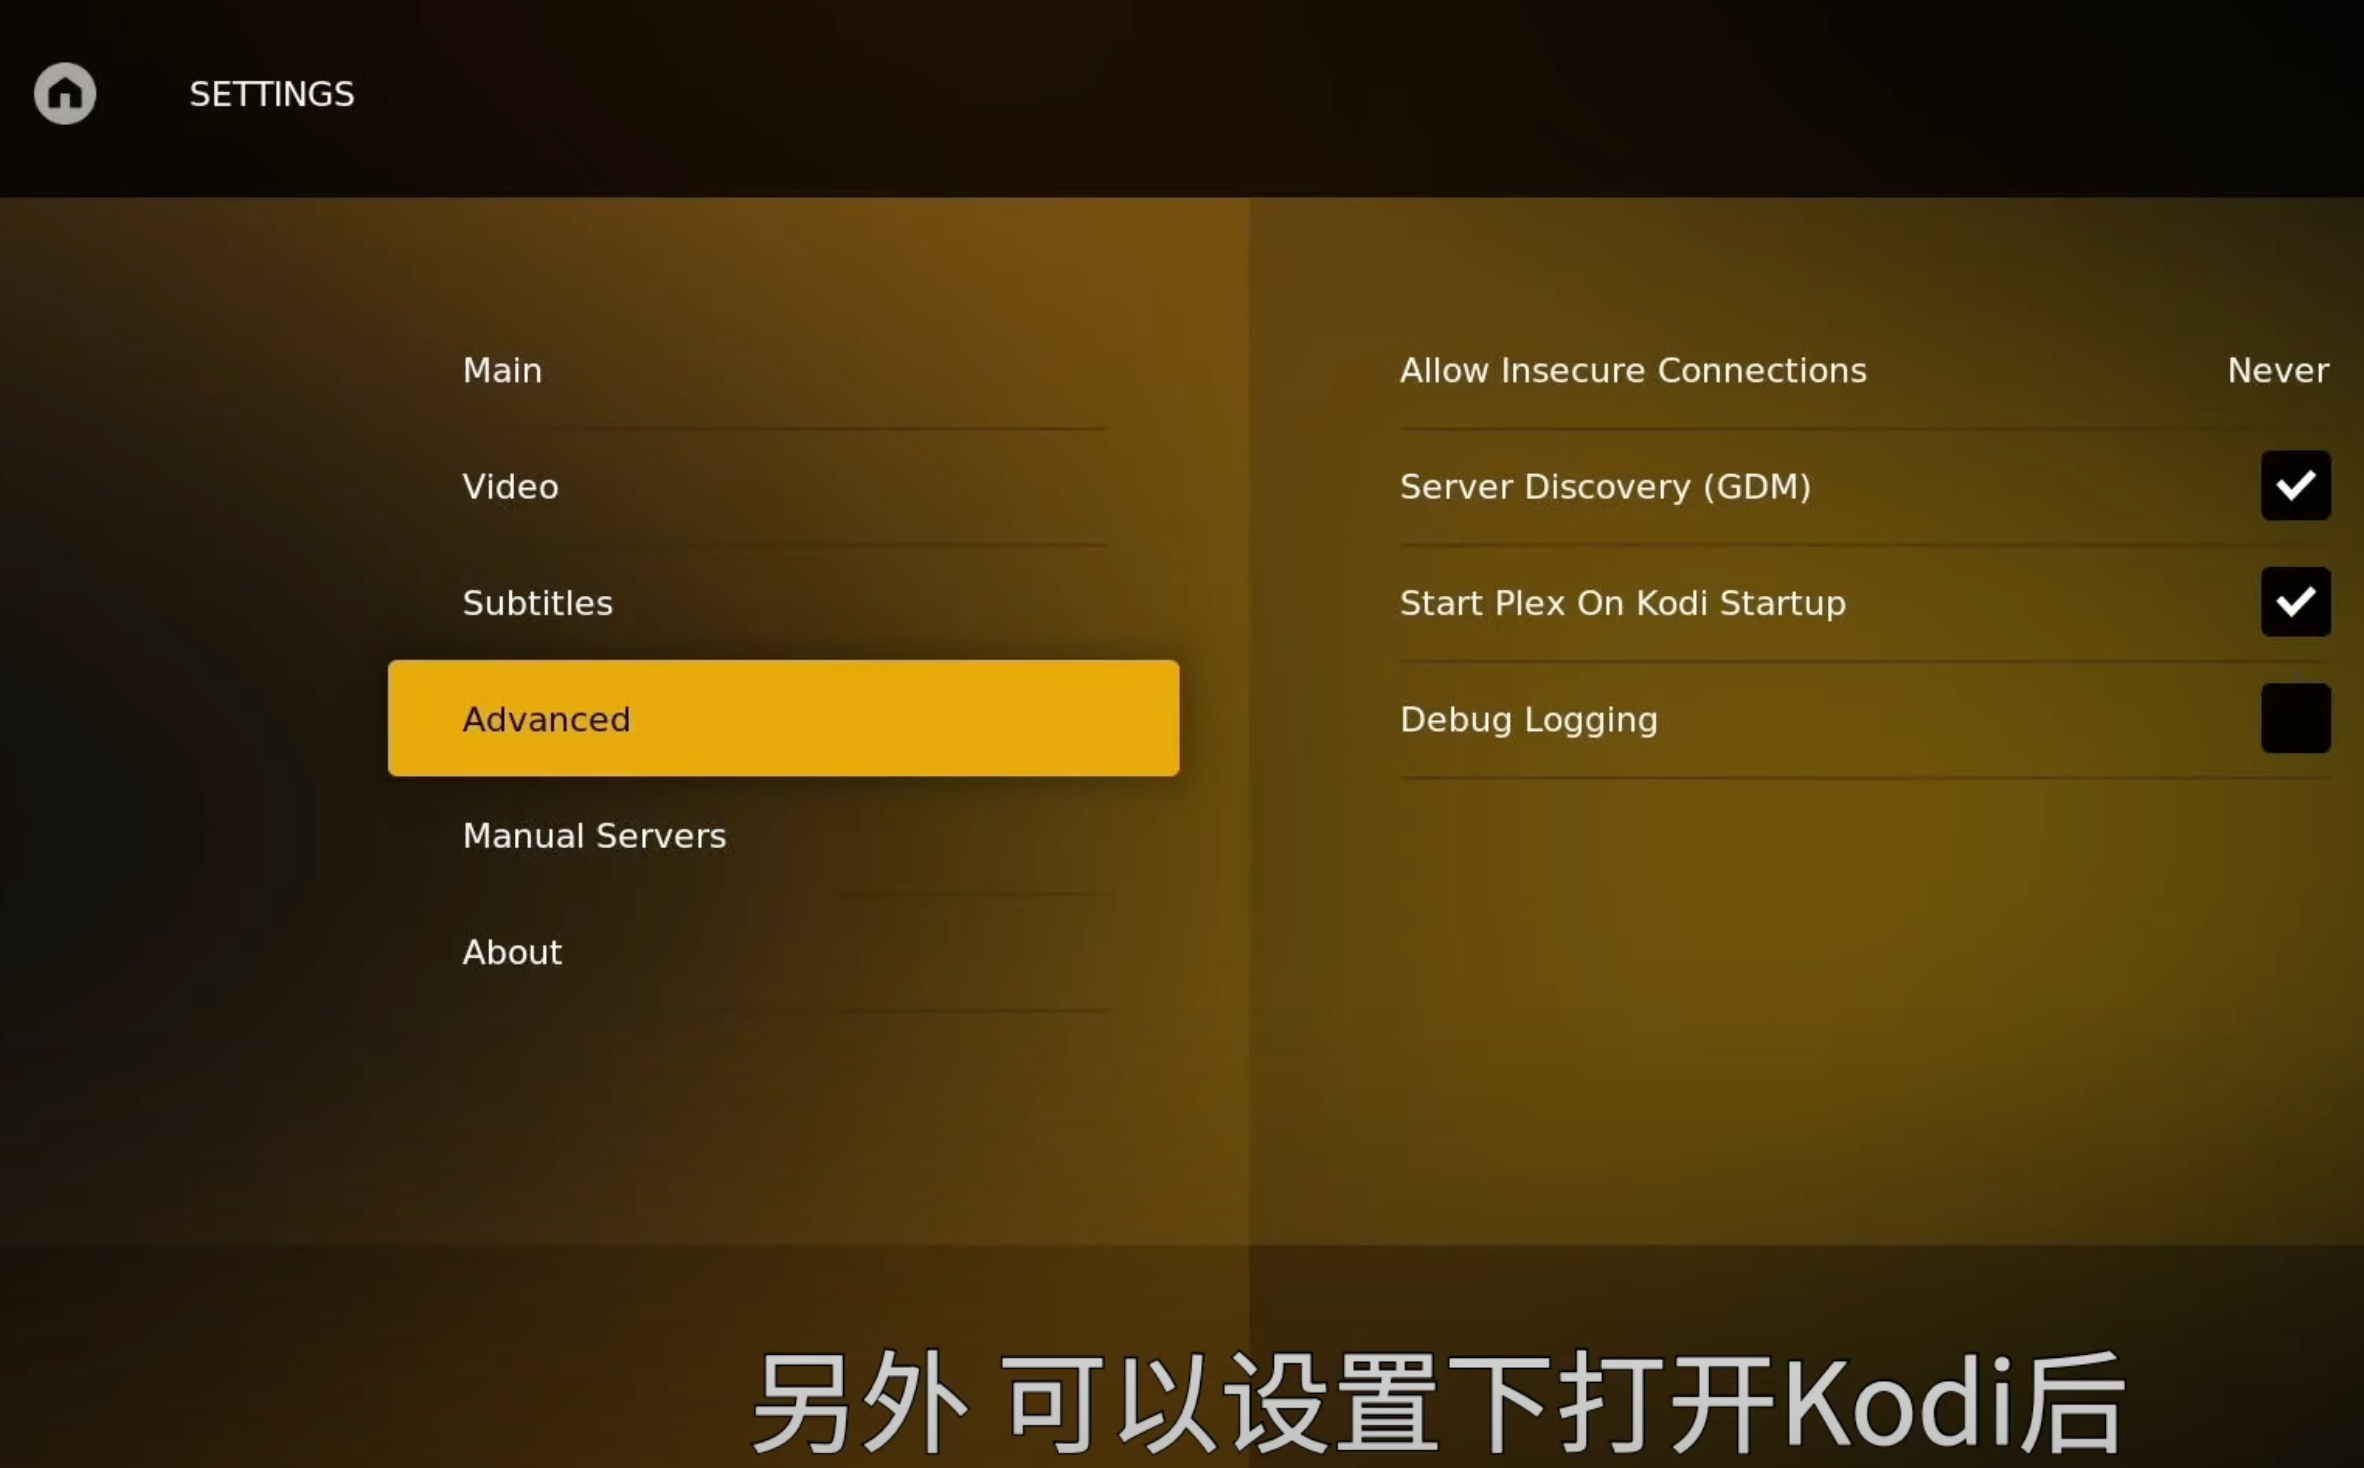 SETTINGS
Main
Video
Subtitles
Advanced
Manual Servers
About
Allow Insecure Connections Never
Server Discovery (GDM)
Start Plex On Kodi Startup
Debug Logging
另外 可以设置下打开Kodi后